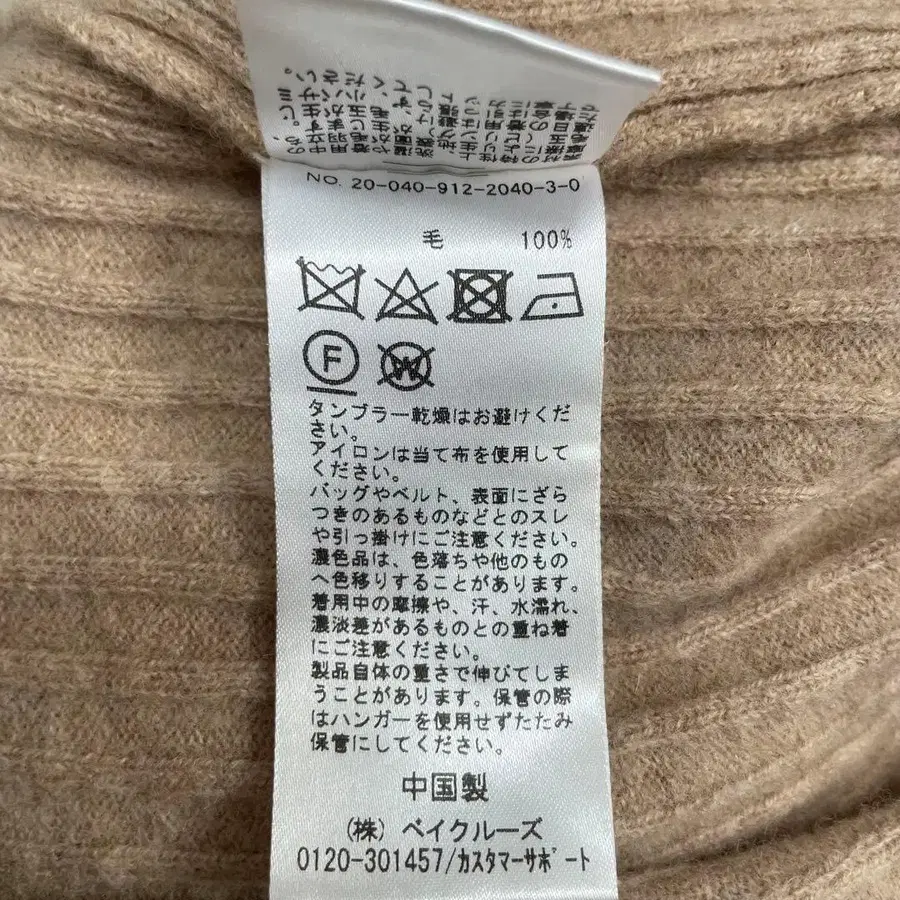 NO. 20-040-912-2040-3-0
毛 100%
F
W
タンブラー乾燥はお避けくだ
さい。
アイロンは当て布を使用して
ください。
バッグやベルト、表面にざら
つきのあるものなどとのスレ
や引っ掛けにご注意ください。
濃色品は、色落ちや他のもの
へ色移りすることがあります。
着用中の摩擦や、汗、水濡れ、
濃淡差があるものとの重ね着
にご注意ください。
製品自体の重さで伸びてしま
うことがあります。保管の際
はハンガーを使用せずたたみ
保管にしてください。
中国製
(株) ベイクルーズ
0120-301457/カスタマーサポート